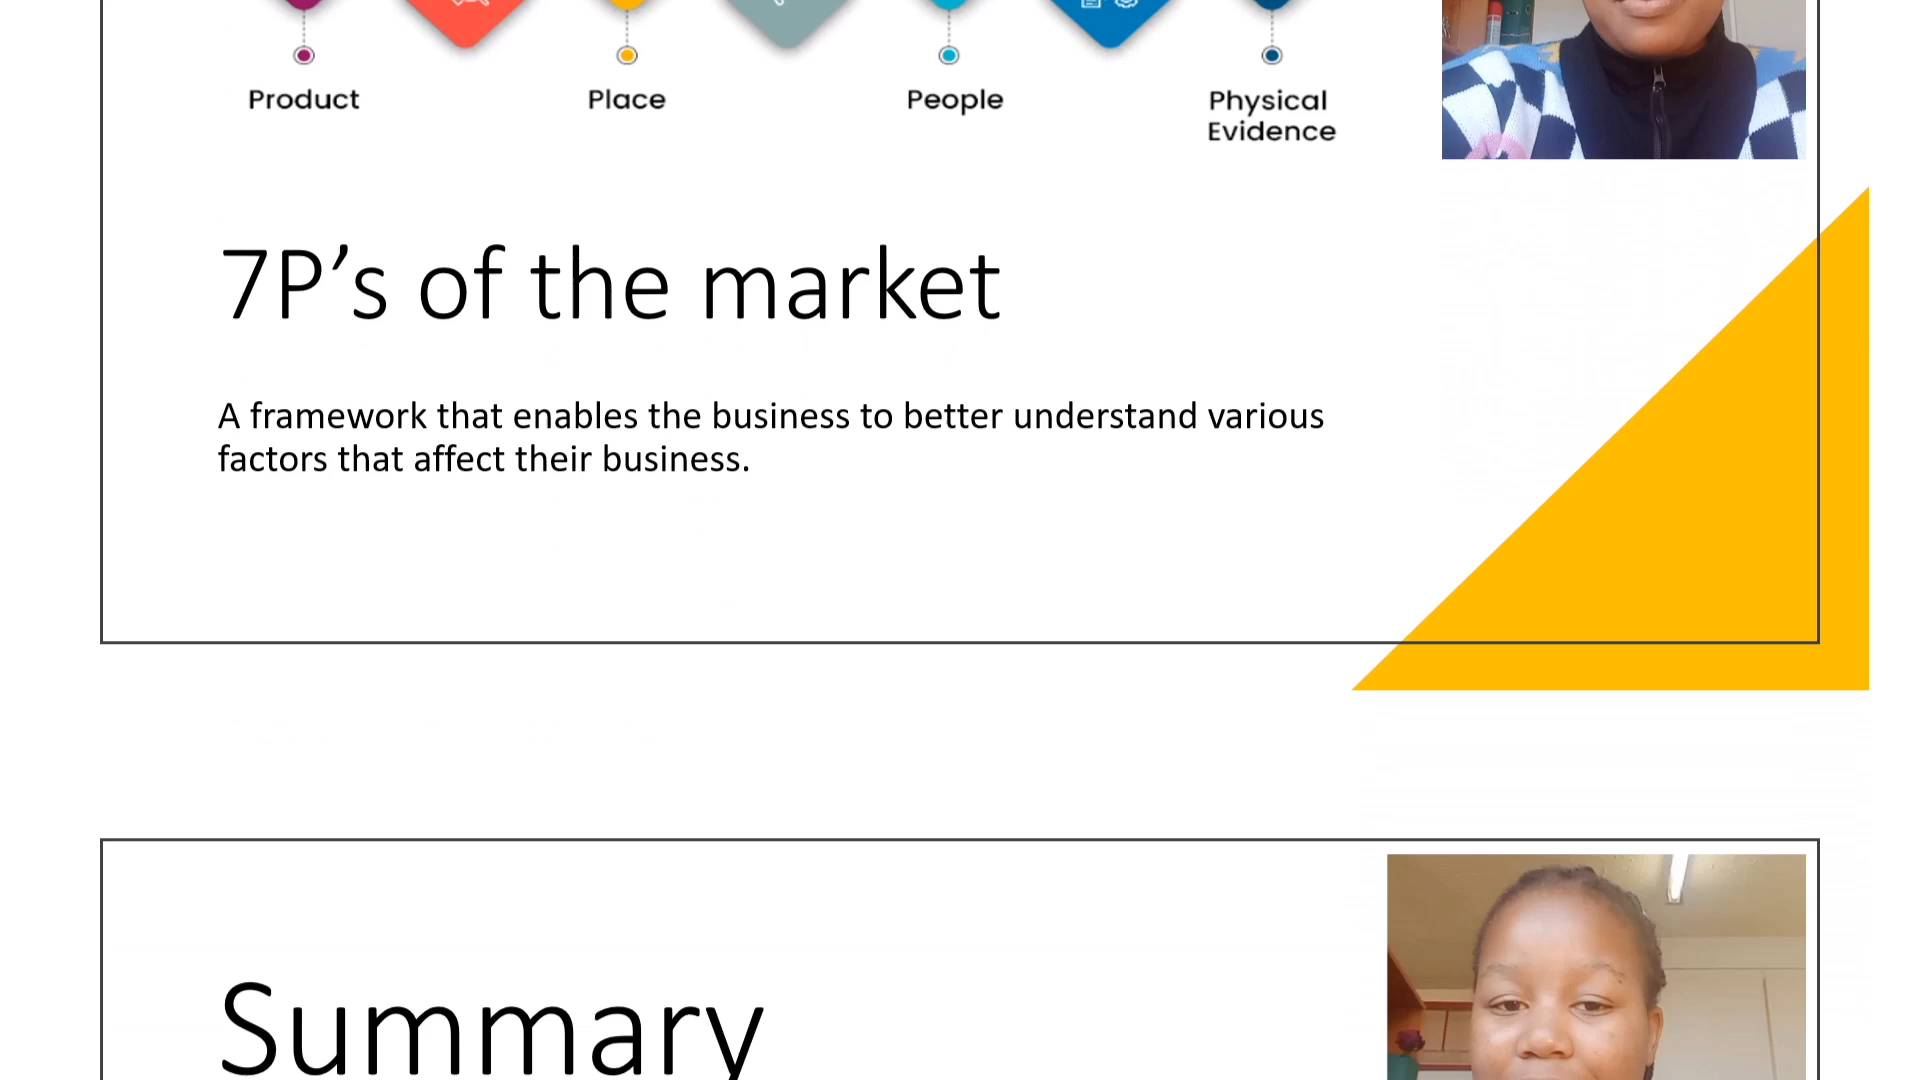 Product
Place
People
Physical
Evidence
7P’s of the market
A framework that enables the business to better understand various
factors that affect their business.
Summary